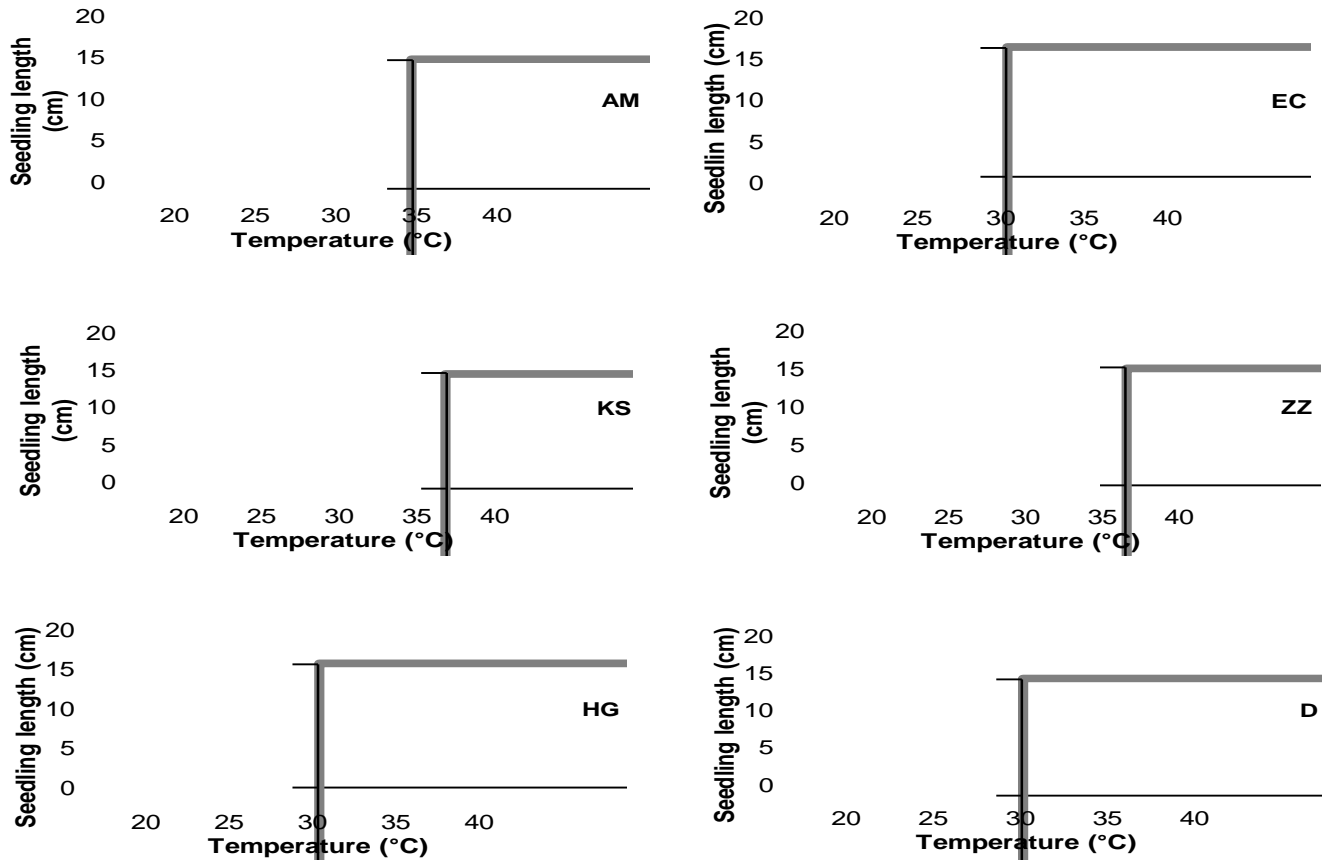 Seedling length
(cm)
20
15
10
5
0
AM
20 25 30 35 40
Temperature (°C)
Seedlin length (cm)
20
15
10
5
0
EC
20 25 30 35 40
Temperature (°C)
Seedling length
(cm)
20
15
10
5
0
KS
20 25 30 35 40
Temperature (°C)
Seedling length
(cm)
20
15
10
5
0
ZZ
20 25 30 35 40
Temperature (°C)
Seedling length (cm)
20
15
10
5
0
HG
20 25 30 35 40
Temperature (°C)
Seedling length (cm)
20
15
10
5
0
D
20 25 30 35 40
Temperature (°C)